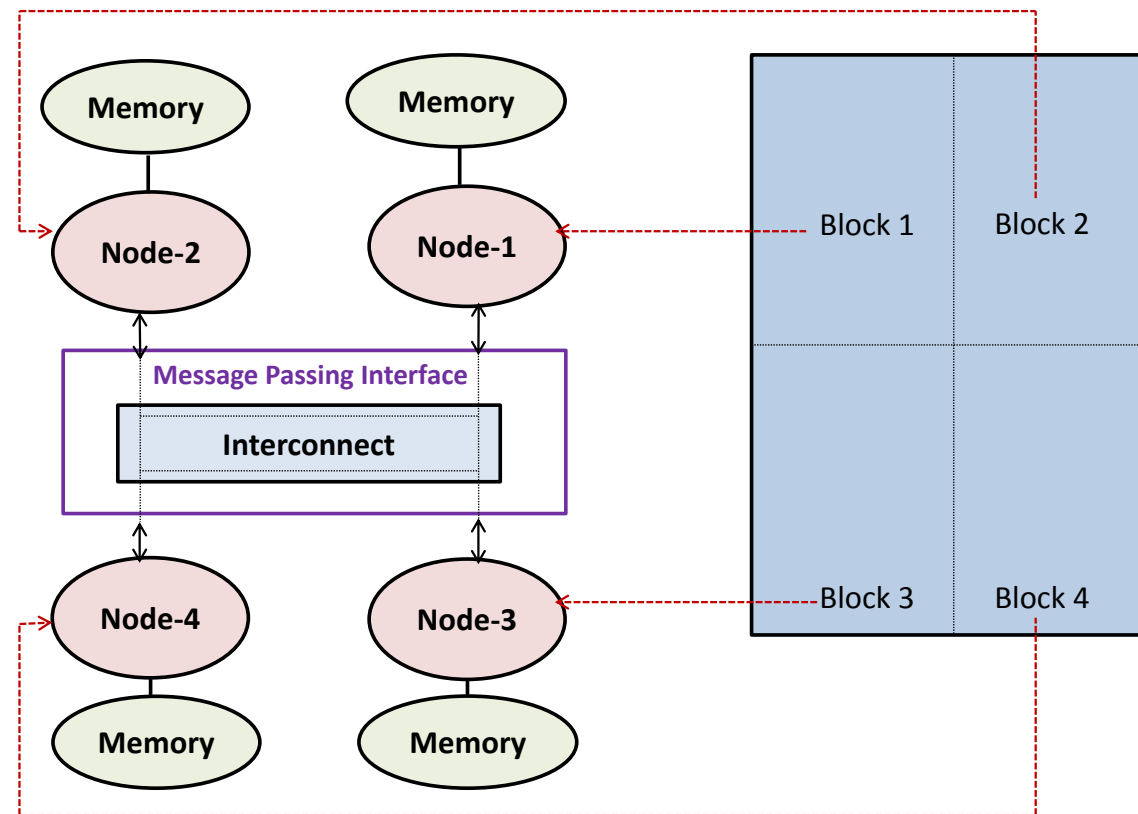 Memory
Memory
Node-2
Node-1
Block 1
Block 2
Message Passing Interface
Interconnect
Node-4
Node-3
Block 3
Block 4
Memory
Memory